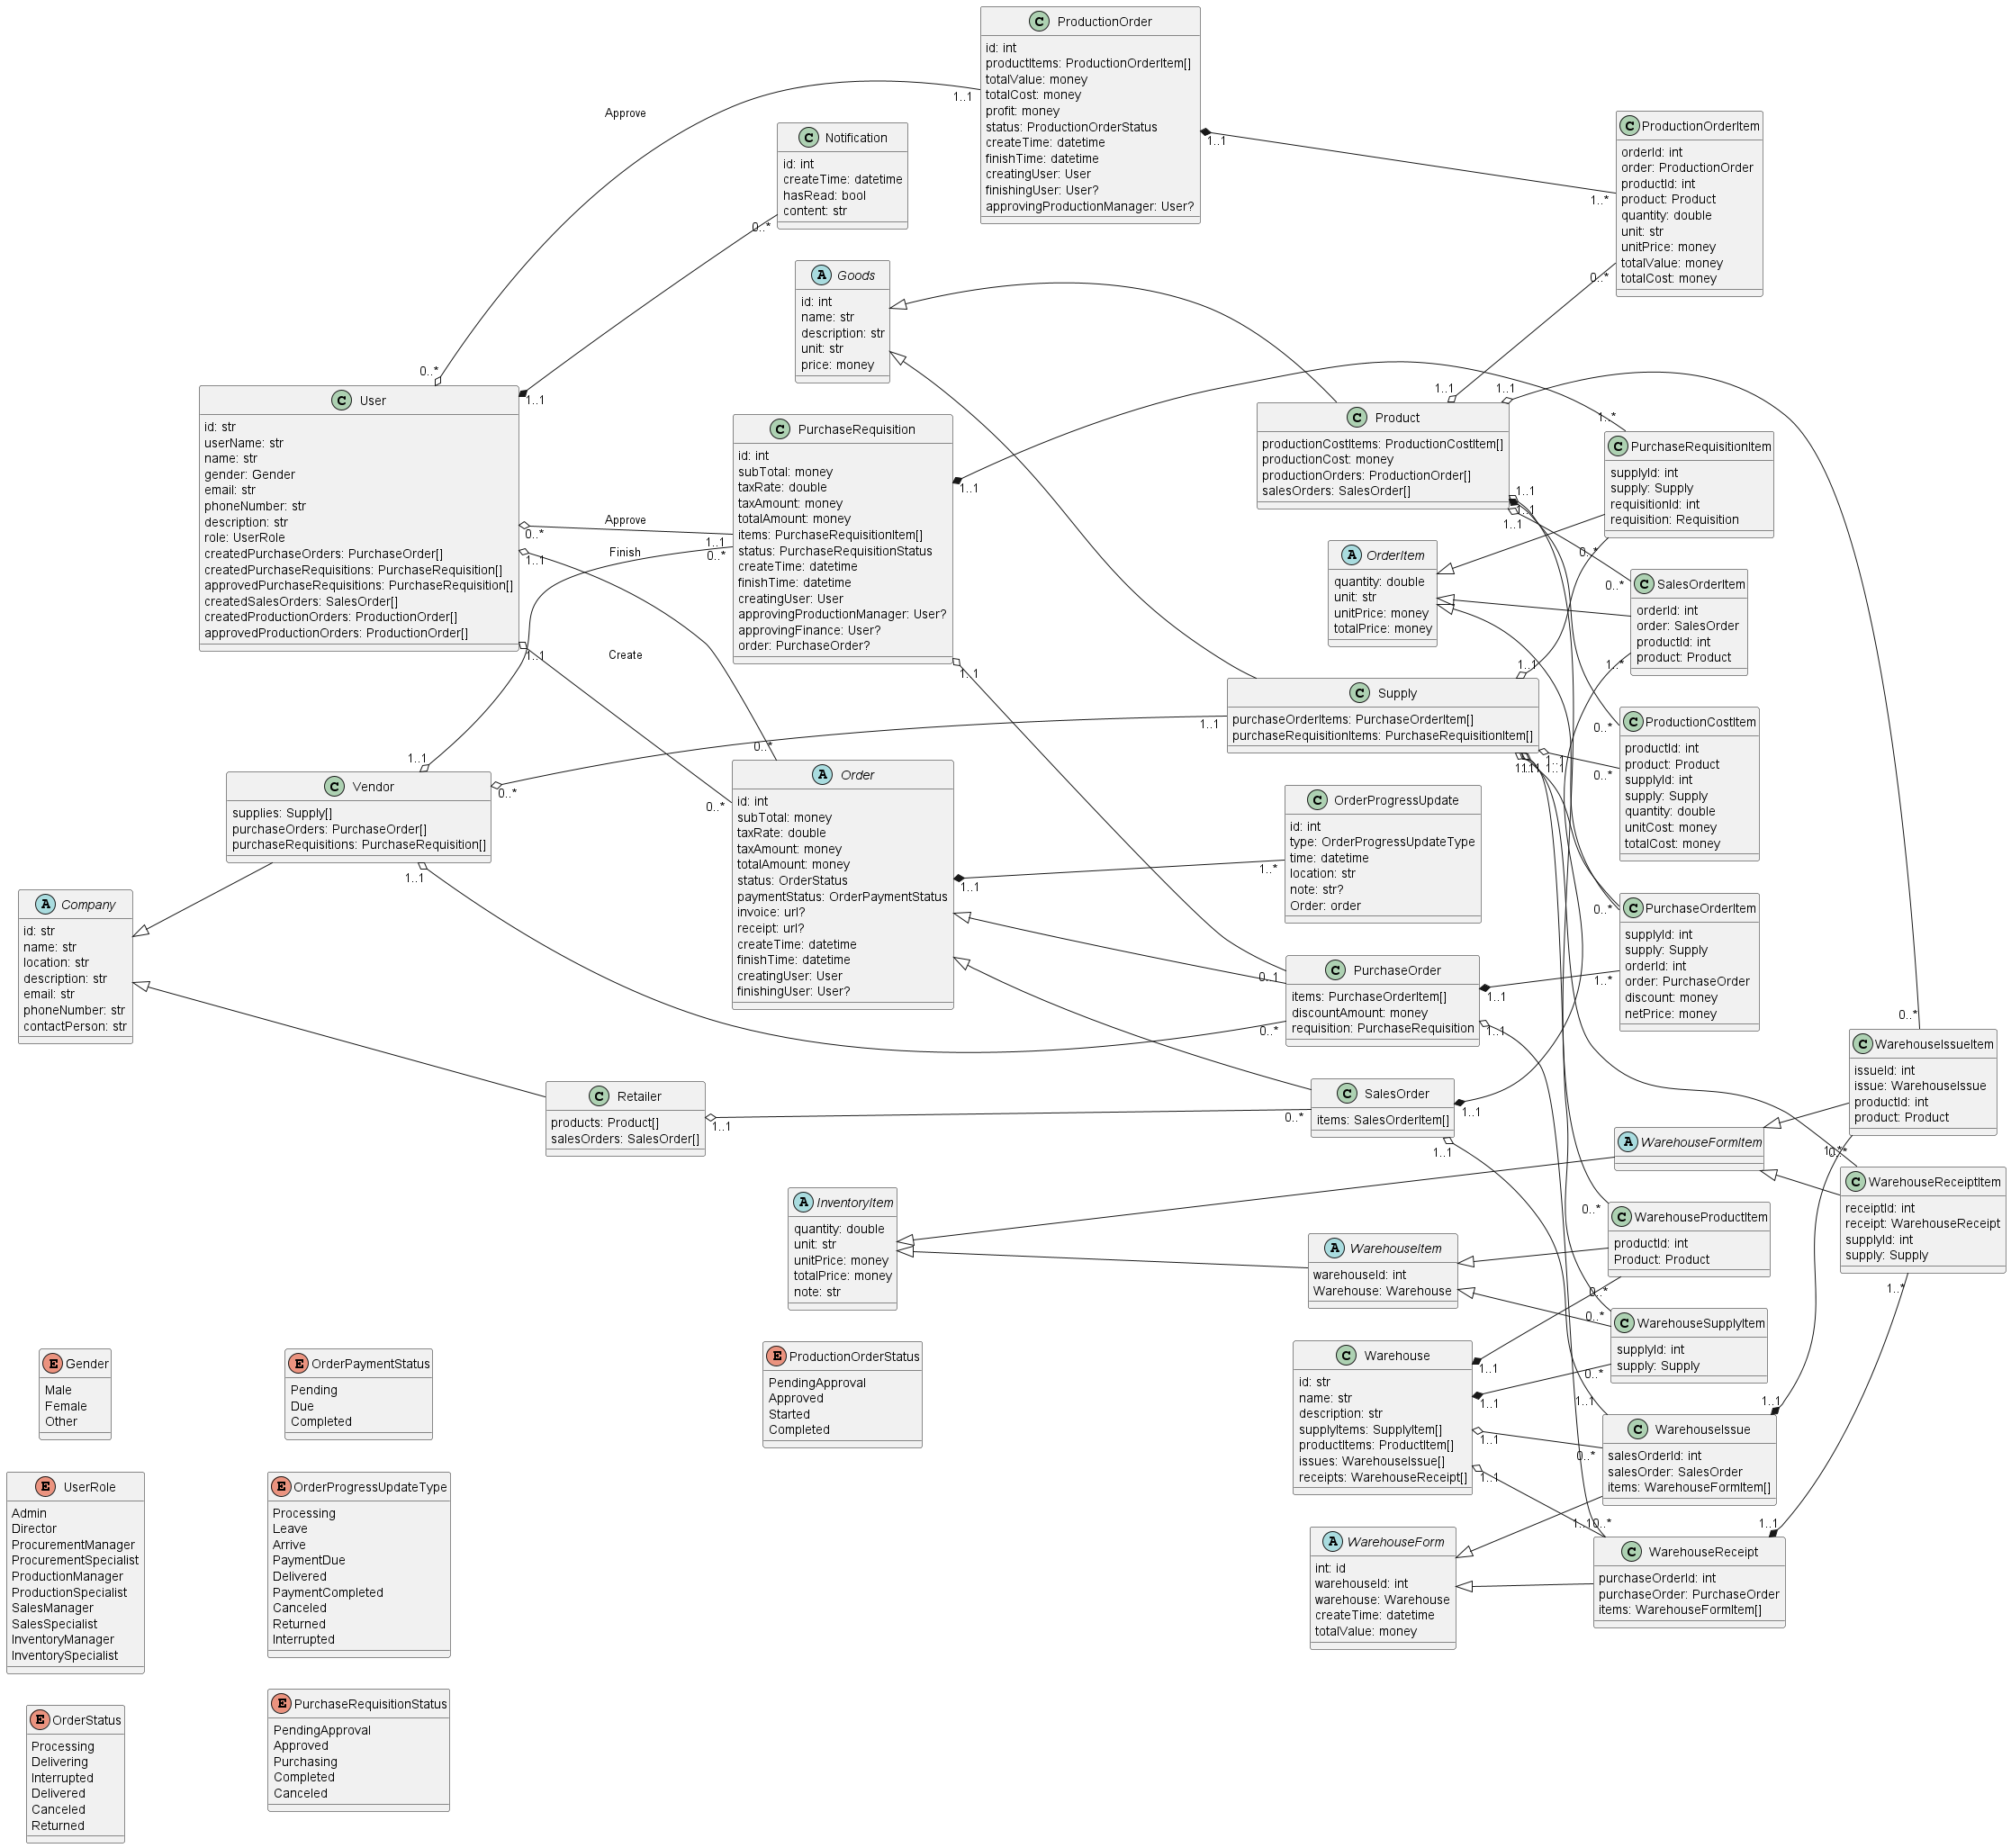 C ProductionOrder
id: int
productItems: ProductionOrderItem[]
totalValue: money
totalCost: money
profit: money
status: ProductionOrderStatus
createTime: datetime
finishTime: datetime
creatingUser: User
finishingUser: User?
approvingProductionManager: User?
1..1
1..1
Approve
0..*
C Notification
id: int
createTime: datetime
hasRead: bool
content: str
0..*
C ProductionOrderItem
orderId: int
order: ProductionOrder
productId: int
product: Product
quantity: double
unit: str
unitPrice: money
totalValue: money
totalCost: money
1..*
0..*
A Goods
id: int
name: str
description: str
unit: str
price: money
C User
id: str
userName: str
name: str
gender: Gender
email: str
phoneNumber: str
description: str
role: UserRole
createdPurchaseOrders: PurchaseOrder[]
createdPurchaseRequisitions: PurchaseRequisition[]
approvedPurchaseRequisitions: PurchaseRequisition[]
createdSalesOrders: SalesOrder[]
createdProductionOrders: ProductionOrder[]
approvedProductionOrders: ProductionOrder[]
1..1
0..*
1..1
1..1
Approve
Finish
Create
C PurchaseRequisition
id: int
subTotal: money
taxRate: double
taxAmount: money
totalAmount: money
items: PurchaseRequisitionItem[]
status: PurchaseRequisitionStatus
createTime: datetime
finishTime: datetime
creatingUser: User
approvingProductionManager: User?
approvingFinance: User?
order: PurchaseOrder?
1..1
0..*
1..1
1..1
C Product
productionCostItems: ProductionCostItem[]
productionCost: money
productionOrders: ProductionOrder[]
salesOrders: SalesOrder[]
1..1
1..1
1..1
1..1
1..1
C PurchaseRequisitionItem
supplyId: int
supply: Supply
requisitionId: int
requisition: Requisition
1..*
0..*
A OrderItem
quantity: double
unit: str
unitPrice: money
totalPrice: money
C SalesOrderItem
orderId: int
order: SalesOrder
productId: int
product: Product
0..*
1..*
C Supply
purchaseOrderItems: PurchaseOrderItem[]
purchaseRequisitionItems: PurchaseRequisitionItem[]
1..1
1..1
1..1
C ProductionCostItem
productId: int
product: Product
supplyId: int
supply: Supply
quantity: double
unitCost: money
totalCost: money
0..*
0..*
C Vendor
supplies: Supply[]
purchaseOrders: PurchaseOrder[]
purchaseRequisitions: PurchaseRequisition[]
1..1
0..*
1..1
A Order
id: int
subTotal: money
taxRate: double
taxAmount: money
totalAmount: money
status: OrderStatus
paymentStatus: OrderPaymentStatus
invoice: url?
receipt: url?
createTime: datetime
finishTime: datetime
creatingUser: User
finishingUser: User?
0..*
0..*
1..1
C OrderProgressUpdate
id: int
type: OrderProgressUpdateType
time: datetime
location: str
note: str?
Order: order
1..*
A Company
id: str
name: str
location: str
description: str
email: str
phoneNumber: str
contactPerson: str
C PurchaseOrderItem
supplyId: int
supply: Supply
orderId: int
order: PurchaseOrder
discount: money
netPrice: money
0..*
1..*
C PurchaseOrder
items: PurchaseOrderItem[]
discountAmount: money
requisition: PurchaseRequisition
0..1
0..*
1..1
1..1
C WarehouseIssueItem
issueId: int
issue: WarehouseIssue
productId: int
product: Product
0..*
C Retailer
products: Product[]
salesOrders: SalesOrder[]
1..1
C SalesOrder
items: SalesOrderItem[]
0..*
1..1
1..1
A WarehouseFormItem
0..*
C WarehouseReceiptItem
receiptId: int
receipt: WarehouseReceipt
supplyId: int
supply: Supply
1..*
A InventoryItem
quantity: double
unit: str
unitPrice: money
totalPrice: money
note: str
A WarehouseItem
warehouseId: int
Warehouse: Warehouse
C WarehouseProductItem
productId: int
Product: Product
0..*
0..*
C WarehouseSupplyItem
supplyId: int
supply: Supply
0..*
0..*
C Warehouse
id: str
name: str
description: str
supplyItems: SupplyItem[]
productItems: ProductItem[]
issues: WarehouseIssue[]
receipts: WarehouseReceipt[]
1..1
1..1
1..1
1..1
C WarehouseIssue
salesOrderId: int
salesOrder: SalesOrder
items: WarehouseFormItem[]
1..1
0..*
1..1
A WarehouseForm
int: id
warehouseId: int
warehouse: Warehouse
createTime: datetime
totalValue: money
C WarehouseReceipt
purchaseOrderId: int
purchaseOrder: PurchaseOrder
items: WarehouseFormItem[]
1..1
0..*
1..1
E Gender
Male
Female
Other
E OrderPaymentStatus
Pending
Due
Completed
E ProductionOrderStatus
PendingApproval
Approved
Started
Completed
E UserRole
Admin
Director
ProcurementManager
ProcurementSpecialist
ProductionManager
ProductionSpecialist
SalesManager
SalesSpecialist
InventoryManager
InventorySpecialist
E OrderProgressUpdateType
Processing
Leave
Arrive
PaymentDue
Delivered
PaymentCompleted
Canceled
Returned
Interrupted
E OrderStatus
Processing
Delivering
Interrupted
Delivered
Canceled
Returned
E PurchaseRequisitionStatus
PendingApproval
Approved
Purchasing
Completed
Canceled